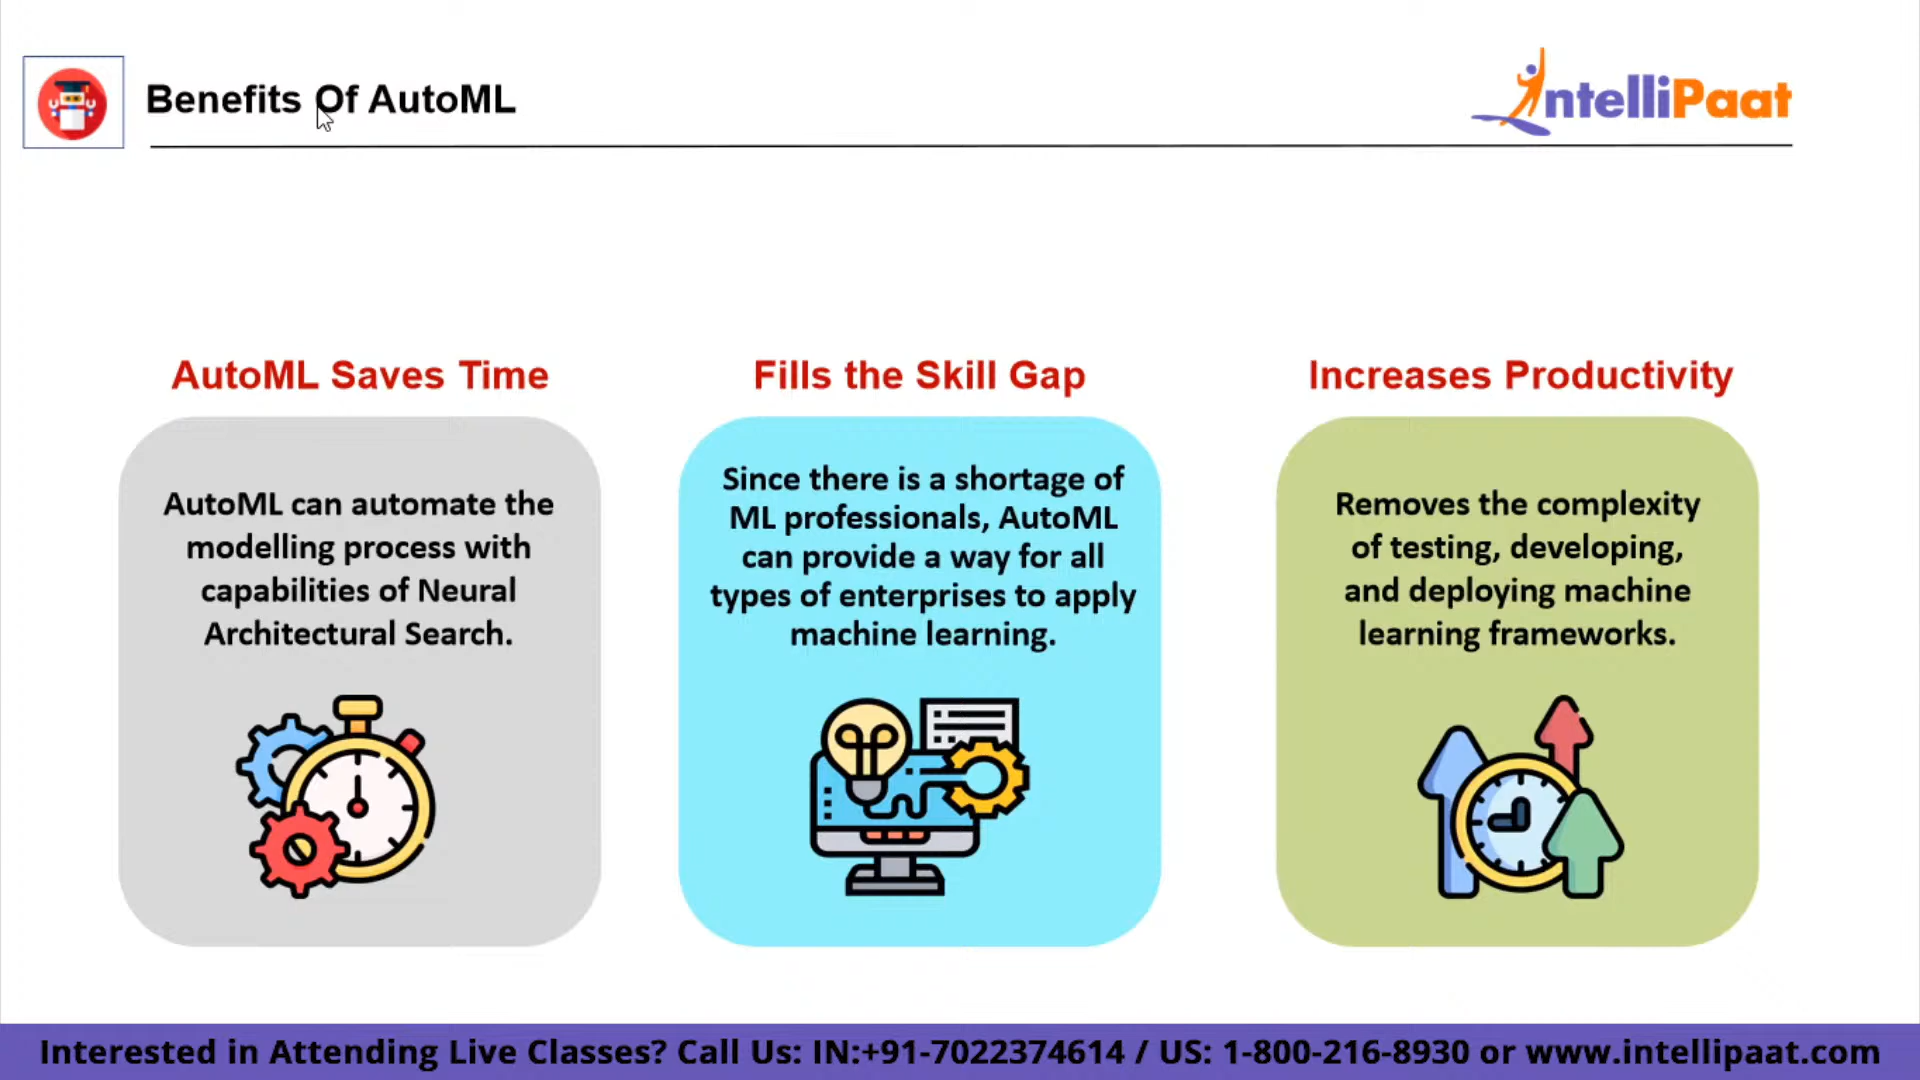 Benefits Of AutoML
IntelliPaat
AutoML Saves Time
AutoML can automate the
modelling process with
capabilities of Neural
Architectural Search.
Fills the Skill Gap
Since there is a shortage of
ML professionals, AutoML
can provide a way for all
types of enterprises to apply
machine learning.
Increases Productivity
Removes the complexity
of testing, developing,
and deploying machine
learning frameworks.
Interested in Attending Live Classes? Call Us: IN:+91-7022374614 / US: 1-800-216-8930 or www.intellipaat.com